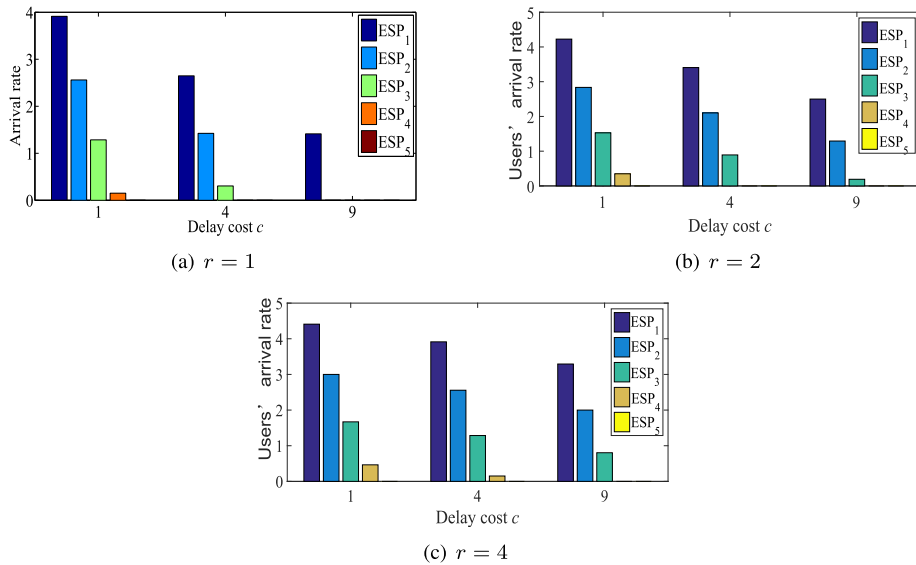 4
3
2
1
0
Arrival rate
1 4 9
Delay cost c
ESP1
ESP2
ESP3
ESP4
ESP5
(a) r = 1
5
4
3
2
1
0
Users’ arrival rate
1 4 9
Delay cost c
ESP1
ESP2
ESP3
ESP4
ESP5
(b) r = 2
5
4
3
2
1
0
Users’ arrival rate
1 4 9
Delay cost c
ESP1
ESP2
ESP3
ESP4
ESP5
(c) r = 4